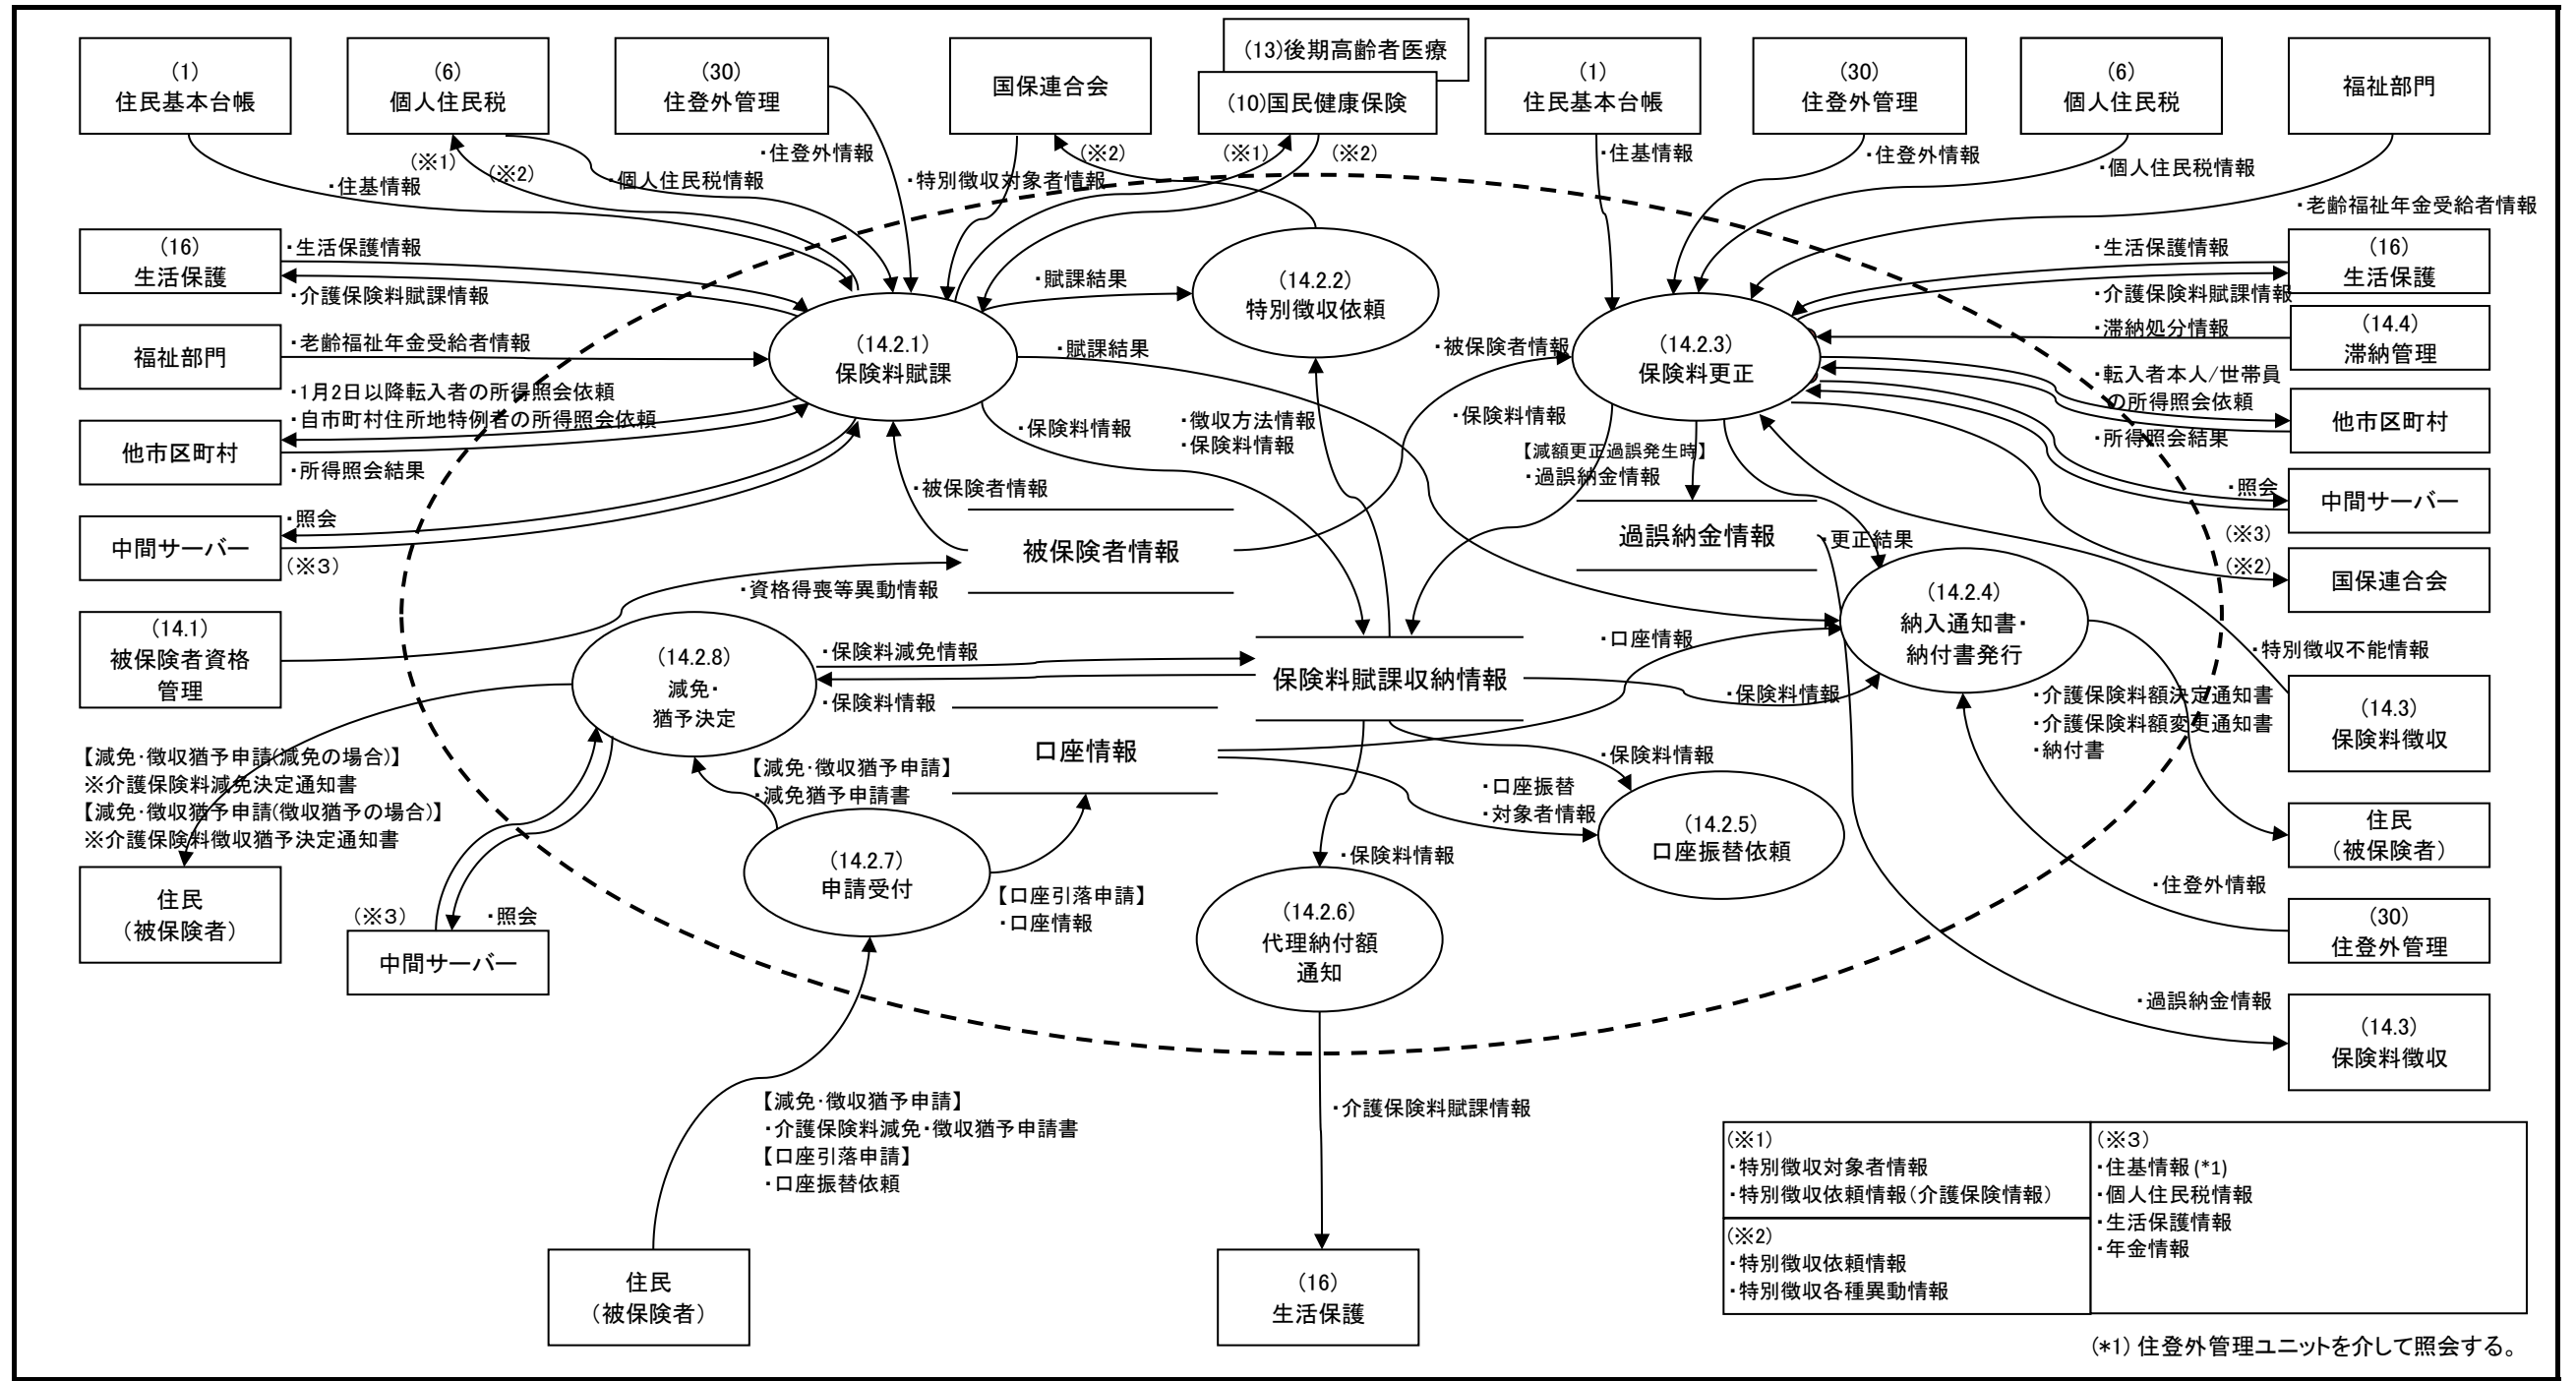 (1)
住民基本台帳
(6)
個人住民税
(30)
住登外管理
国保連合会
(13)後期高齢者医療
(10)国民健康保険
(1)
住民基本台帳
(30)
住登外管理
(6)
個人住民税
福祉部門
(※1)
(※2)
・住基情報
・個人住民税情報
・住登外情報
・特別徴収対象者情報
(※2)
(※1)
(※2)
・住基情報
・住登外情報
・個人住民税情報
・老齢福祉年金受給者情報
(16)
生活保護
・生活保護情報
・介護保険料賦課情報
福祉部門
・老齢福祉年金受給者情報
・1月2日以降転入者の所得照会依頼
・自市町村住所地特例者の所得照会依頼
他市区町村
・所得照会結果
中間サーバー
・照会
(※3)
(14.1)
被保険者資格
管理
・資格得喪等異動情報
(14.2.1)
保険料賦課
・賦課結果
(14.2.2)
特別徴収依頼
・賦課結果
・保険料情報
・徴収方法情報
・保険料情報
・被保険者情報
・被保険者情報
・保険料情報
(14.2.3)
保険料更正
【減額更正過誤発生時】
・過誤納金情報
・生活保護情報
(16)
生活保護
・介護保険料賦課情報
・滞納処分情報
(14.4)
滞納管理
・転入者本人/世帯員
の所得照会依頼
他市区町村
・所得照会結果
・照会
中間サーバー
(※3)
(※2)
国保連合会
被保険者情報
過誤納金情報
・更正結果
(14.2.4)
納入通知書・
納付書発行
・特別徴収不能情報
(14.3)
保険料徴収
(14.2.8)
減免・
猶予決定
・保険料減免情報
・保険料情報
保険料賦課収納情報
・口座情報
・保険料情報
・介護保険料額決定通知書
・介護保険料額変更通知書
・納付書
口座情報
・保険料情報
・口座振替
・対象者情報
(14.2.5)
口座振替依頼
住民
(被保険者)
【減免・徴収猶予申請(減免の場合)】
※介護保険料減免決定通知書
【減免・徴収猶予申請(徴収猶予の場合)】
※介護保険料徴収猶予決定通知書
住民
(被保険者)
【減免・徴収猶予申請】
・減免猶予申請書
(14.2.7)
申請受付
【口座引落申請】
・口座情報
・保険料情報
(14.2.6)
代理納付額
通知
(※3)
・照会
中間サーバー
・住登外情報
(30)
住登外管理
・過誤納金情報
(14.3)
保険料徴収
【減免・徴収猶予申請】
・介護保険料減免・徴収猶予申請書
【口座引落申請】
・口座振替依頼
住民
(被保険者)
・介護保険料賦課情報
(16)
生活保護
(※1)
・特別徴収対象者情報
・特別徴収依頼情報(介護保険情報)
(※2)
・特別徴収依頼情報
・特別徴収各種異動情報
(※3)
・住基情報(*1)
・個人住民税情報
・生活保護情報
・年金情報
(*1) 住登外管理ユニットを介して照会する。